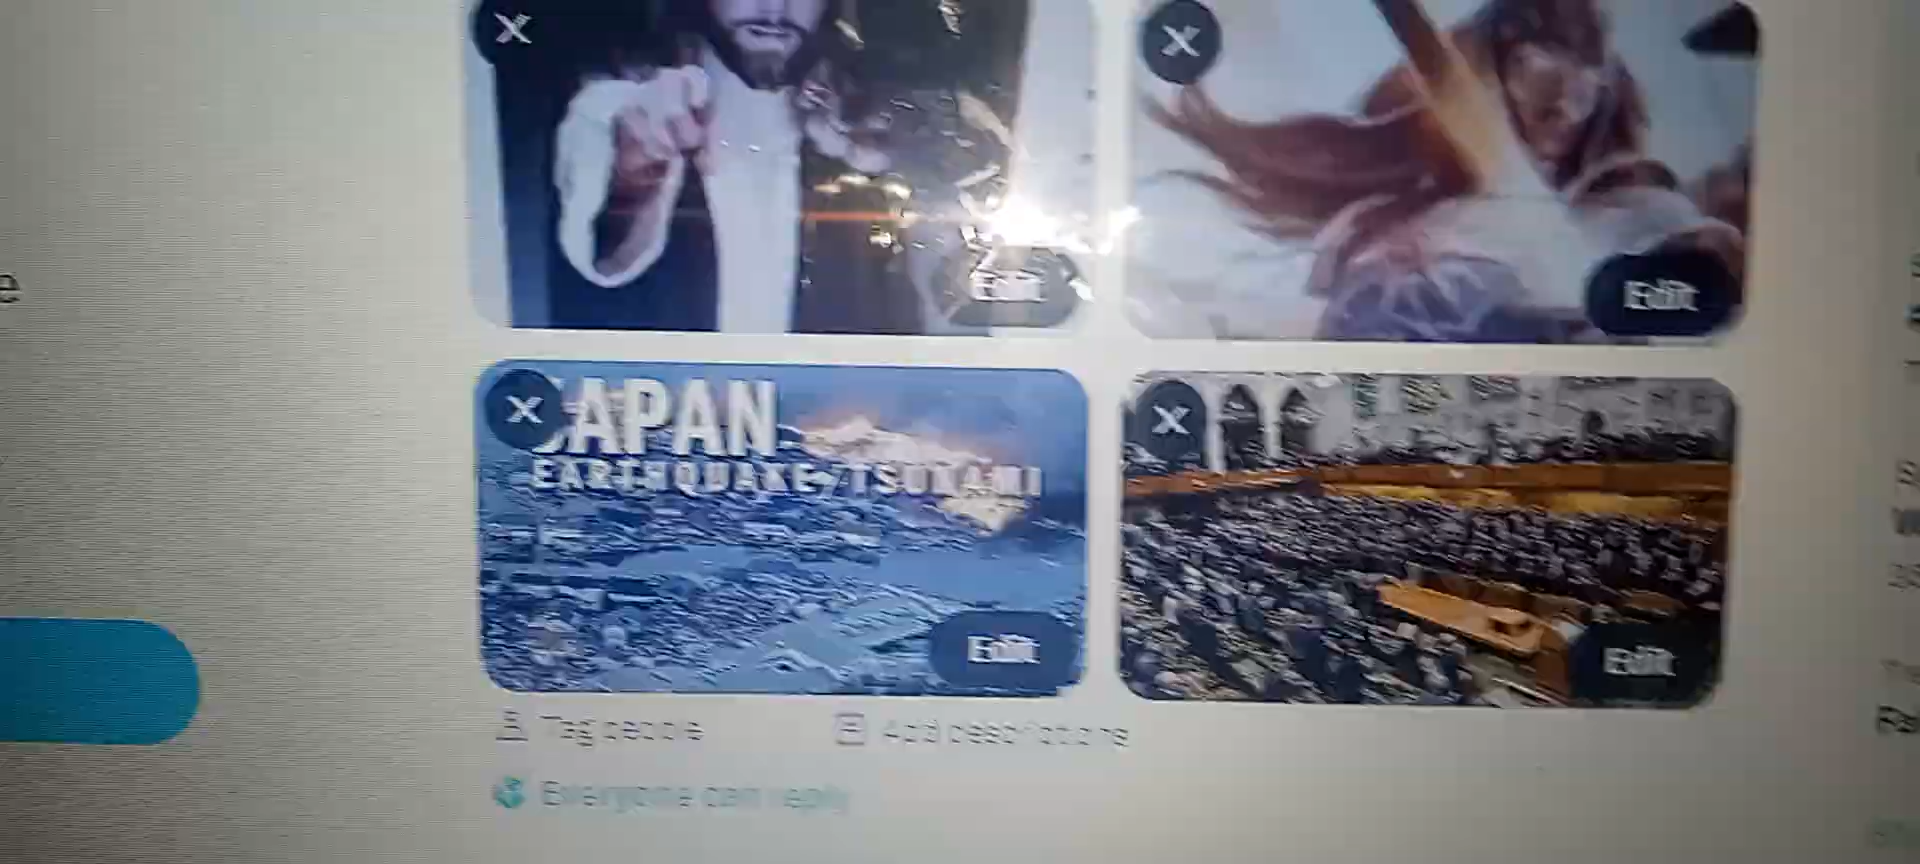 Edit
Edit
JAPAN
EARTHQUAKE/TSUNAMI
Edit
Edit
Tag people
Add descriptions
Everyone can reply